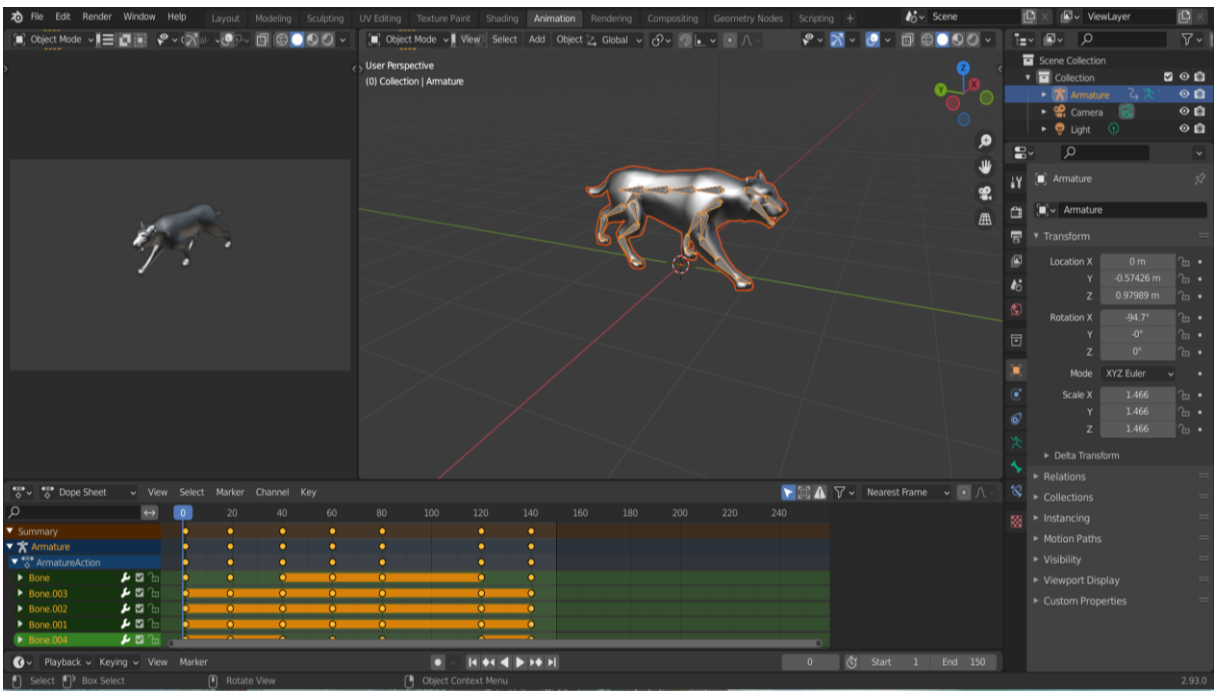 File Edit Render Window Help Layout Modeling Sculpting UV Editing Texture Paint Shading Animation Rendering Compositing Geometry Nodes Scripting + Scene ViewLayer
Object Mode
Object Mode View Select Add Object Global
User Perspective
(0) Collection | Armature
Z
X
Y
Scene Collection
Collection
Armature
Camera
Light
Armature
Armature
Transform
Location X 0 m
Y -0.57426 m
Z 0.97989 m
Rotation X -94.7°
Y -0°
Z 0°
Mode XYZ Euler
Scale X 1.466
Y 1.466
Z 1.466
Delta Transform
Relations
Collections
Instancing
Motion Paths
Visibility
Viewport Display
Custom Properties
Dope Sheet View Select Marker Channel Key Nearest Frame
0 20 40 60 80 100 120 140 160 180 200 220 240
Summary
Armature
ArmatureAction
Bone
Bone.003
Bone.002
Bone.001
Bone.004
Playback Keying View Marker 0 Start 1 End 150
Select Box Select Rotate View Object Context Menu 2.93.0